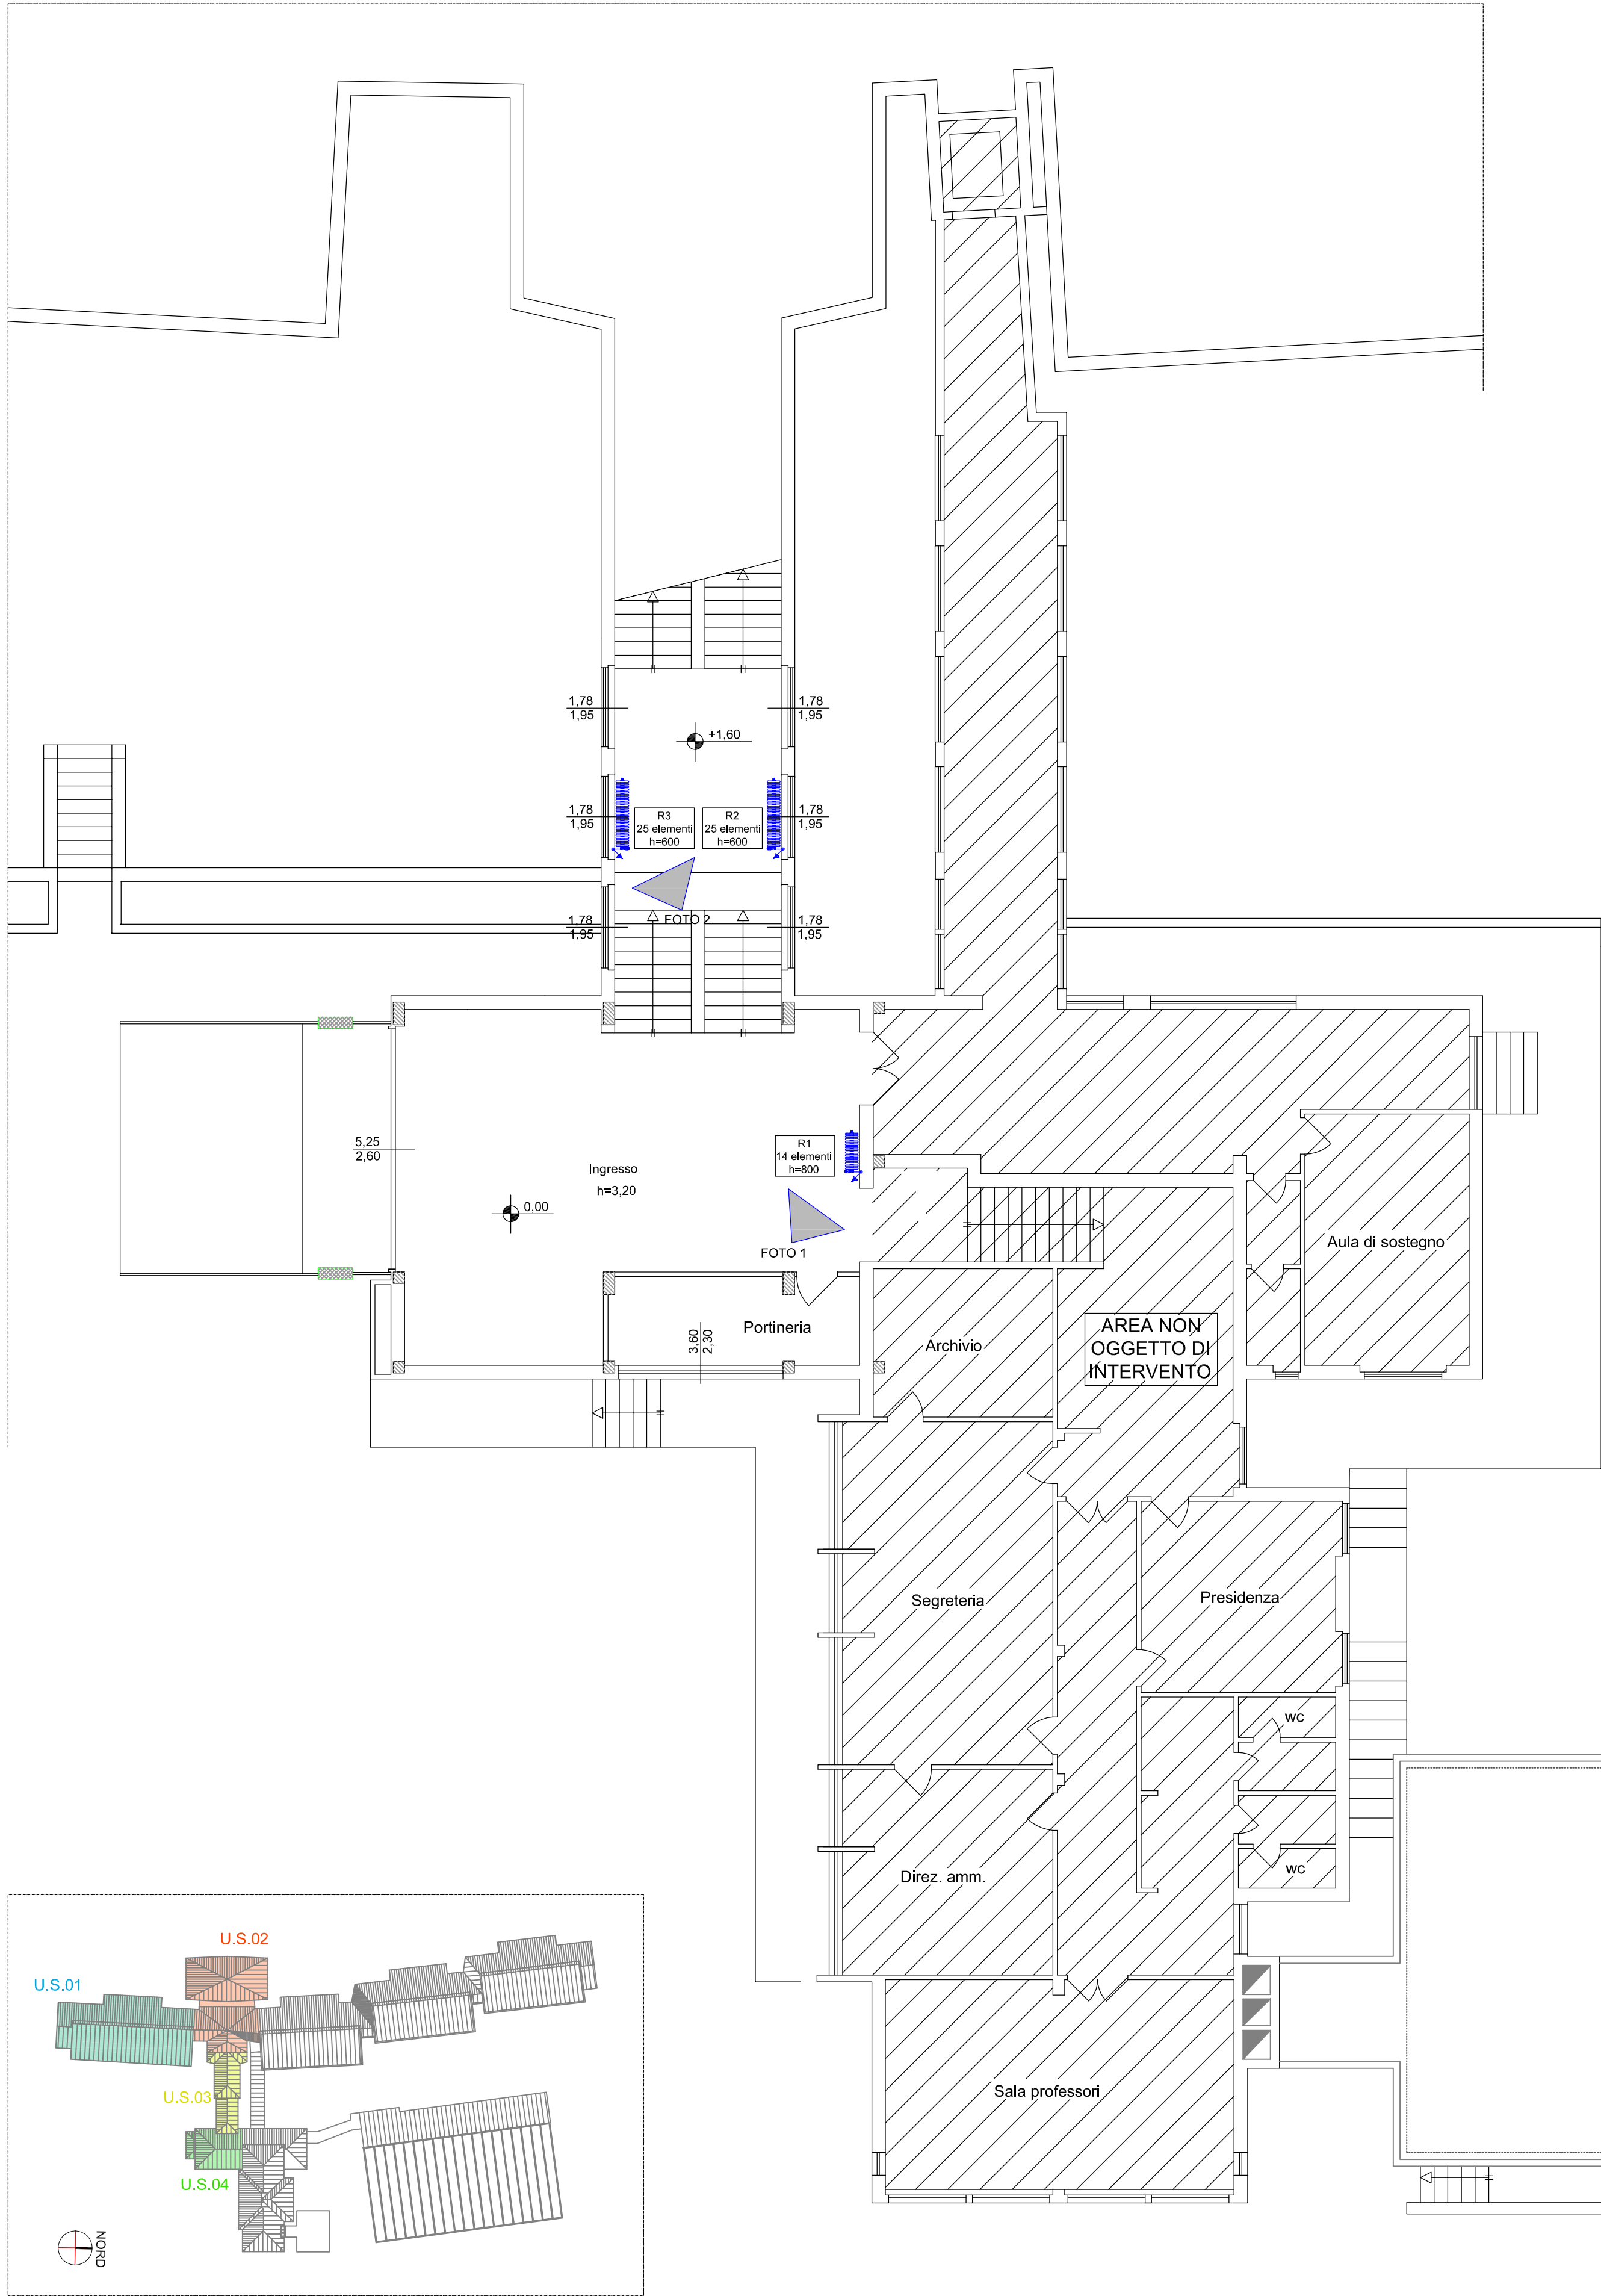 1,78
1,95
1,78
1,95
+1,60
1,78
1,95
R3
25 elementi
h=600
R2
25 elementi
h=600
1,78
1,95
FOTO 2
1,78
1,95
1,78
1,95
5,25
2,60
R1
14 elementi
h=800
Ingresso
h=3,20
0,00
FOTO 1
Aula di sostegno
Portineria
3,60
2,30
Archivio
AREA NON
OGGETTO DI
INTERVENTO
Segreteria
Presidenza
wc
wc
Direz. amm.
Sala professori
U.S.02
U.S.01
U.S.03
U.S.04
NORD